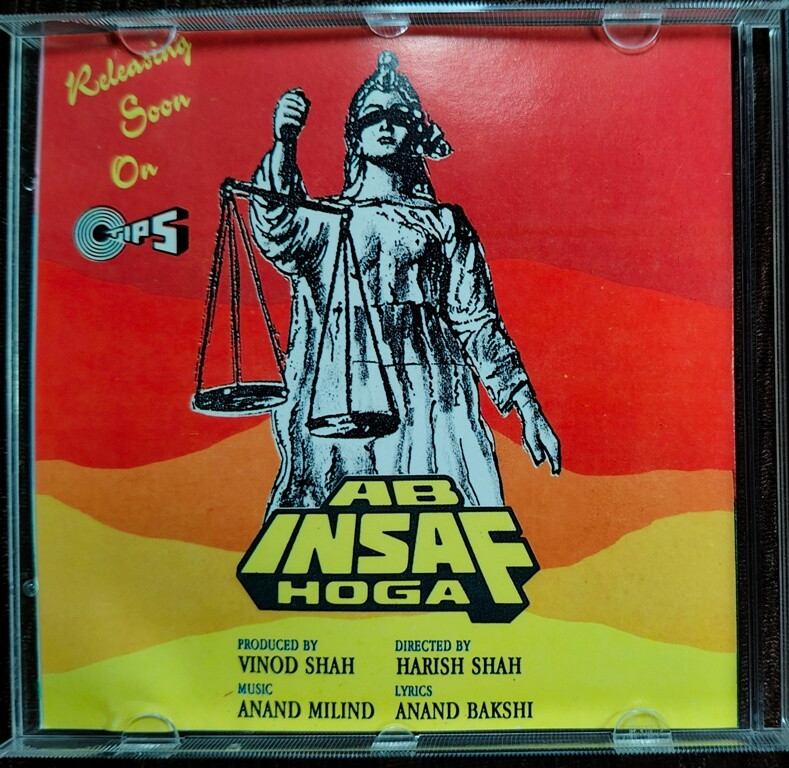 Releasing
Soon
On
TIPS
AB
INSAF
HOGA
PRODUCED BY
VINOD SHAH
DIRECTED BY
HARISH SHAH
MUSIC
ANAND MILIND
LYRICS
ANAND BAKSHI